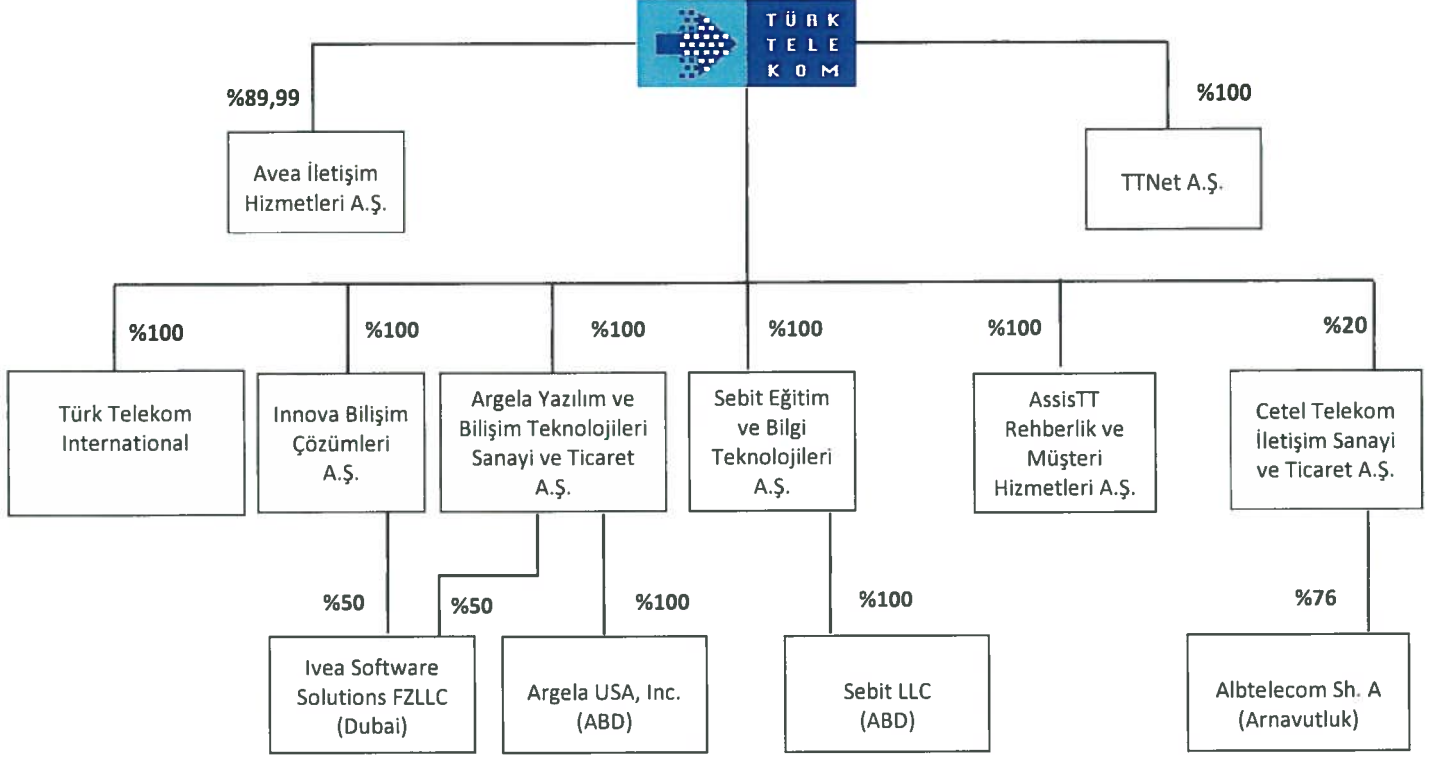 TÜRK
TELE
KOM
%89,99
%100
Avea İletişim
Hizmetleri A.Ş.
TTNet A.Ş.
%100
%100
%100
%100
%100
%20
Türk Telekom
International
Innova Bilişim
Çözümleri
A.Ş.
Argela Yazılım ve
Bilişim Teknolojileri
Sanayi ve Ticaret
A.Ş.
Sebit Eğitim
ve Bilgi
Teknolojileri
A.Ş.
AssisTT
Rehberlik ve
Müşteri
Hizmetleri A.Ş.
Cetel Telekom
İletişim Sanayi
ve Ticaret A.Ş.
%50
%50
%100
%100
%76
Ivea Software
Solutions FZLLC
(Dubai)
Argela USA, Inc.
(ABD)
Sebit LLC
(ABD)
Albtelecom Sh. A
(Arnavutluk)